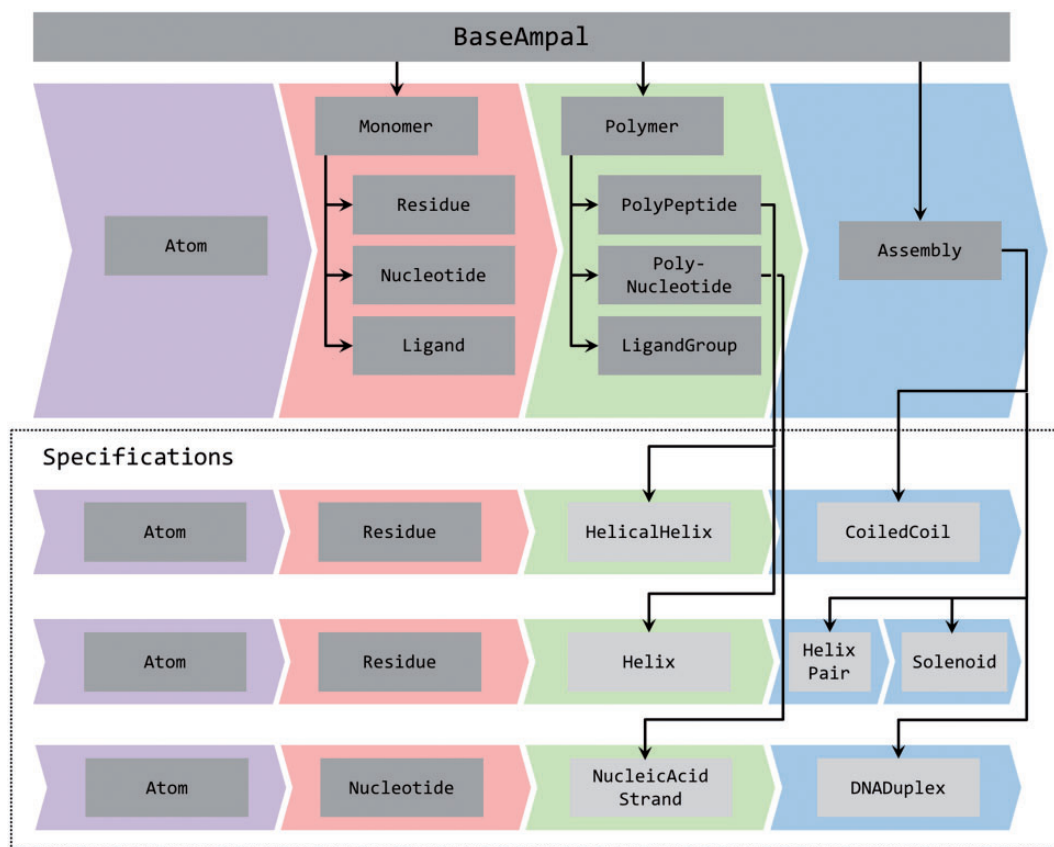 BaseAmpal
Monomer
Polymer
Residue
PolyPeptide
Atom
Assembly
Nucleotide
Poly-
Nucleotide
Ligand
LigandGroup
Specifications
Atom
Residue
HelicalHelix
CoiledCoil
Atom
Residue
Helix
Helix
Pair
Solenoid
Atom
Nucleotide
NucleicAcid
Strand
DNADuplex